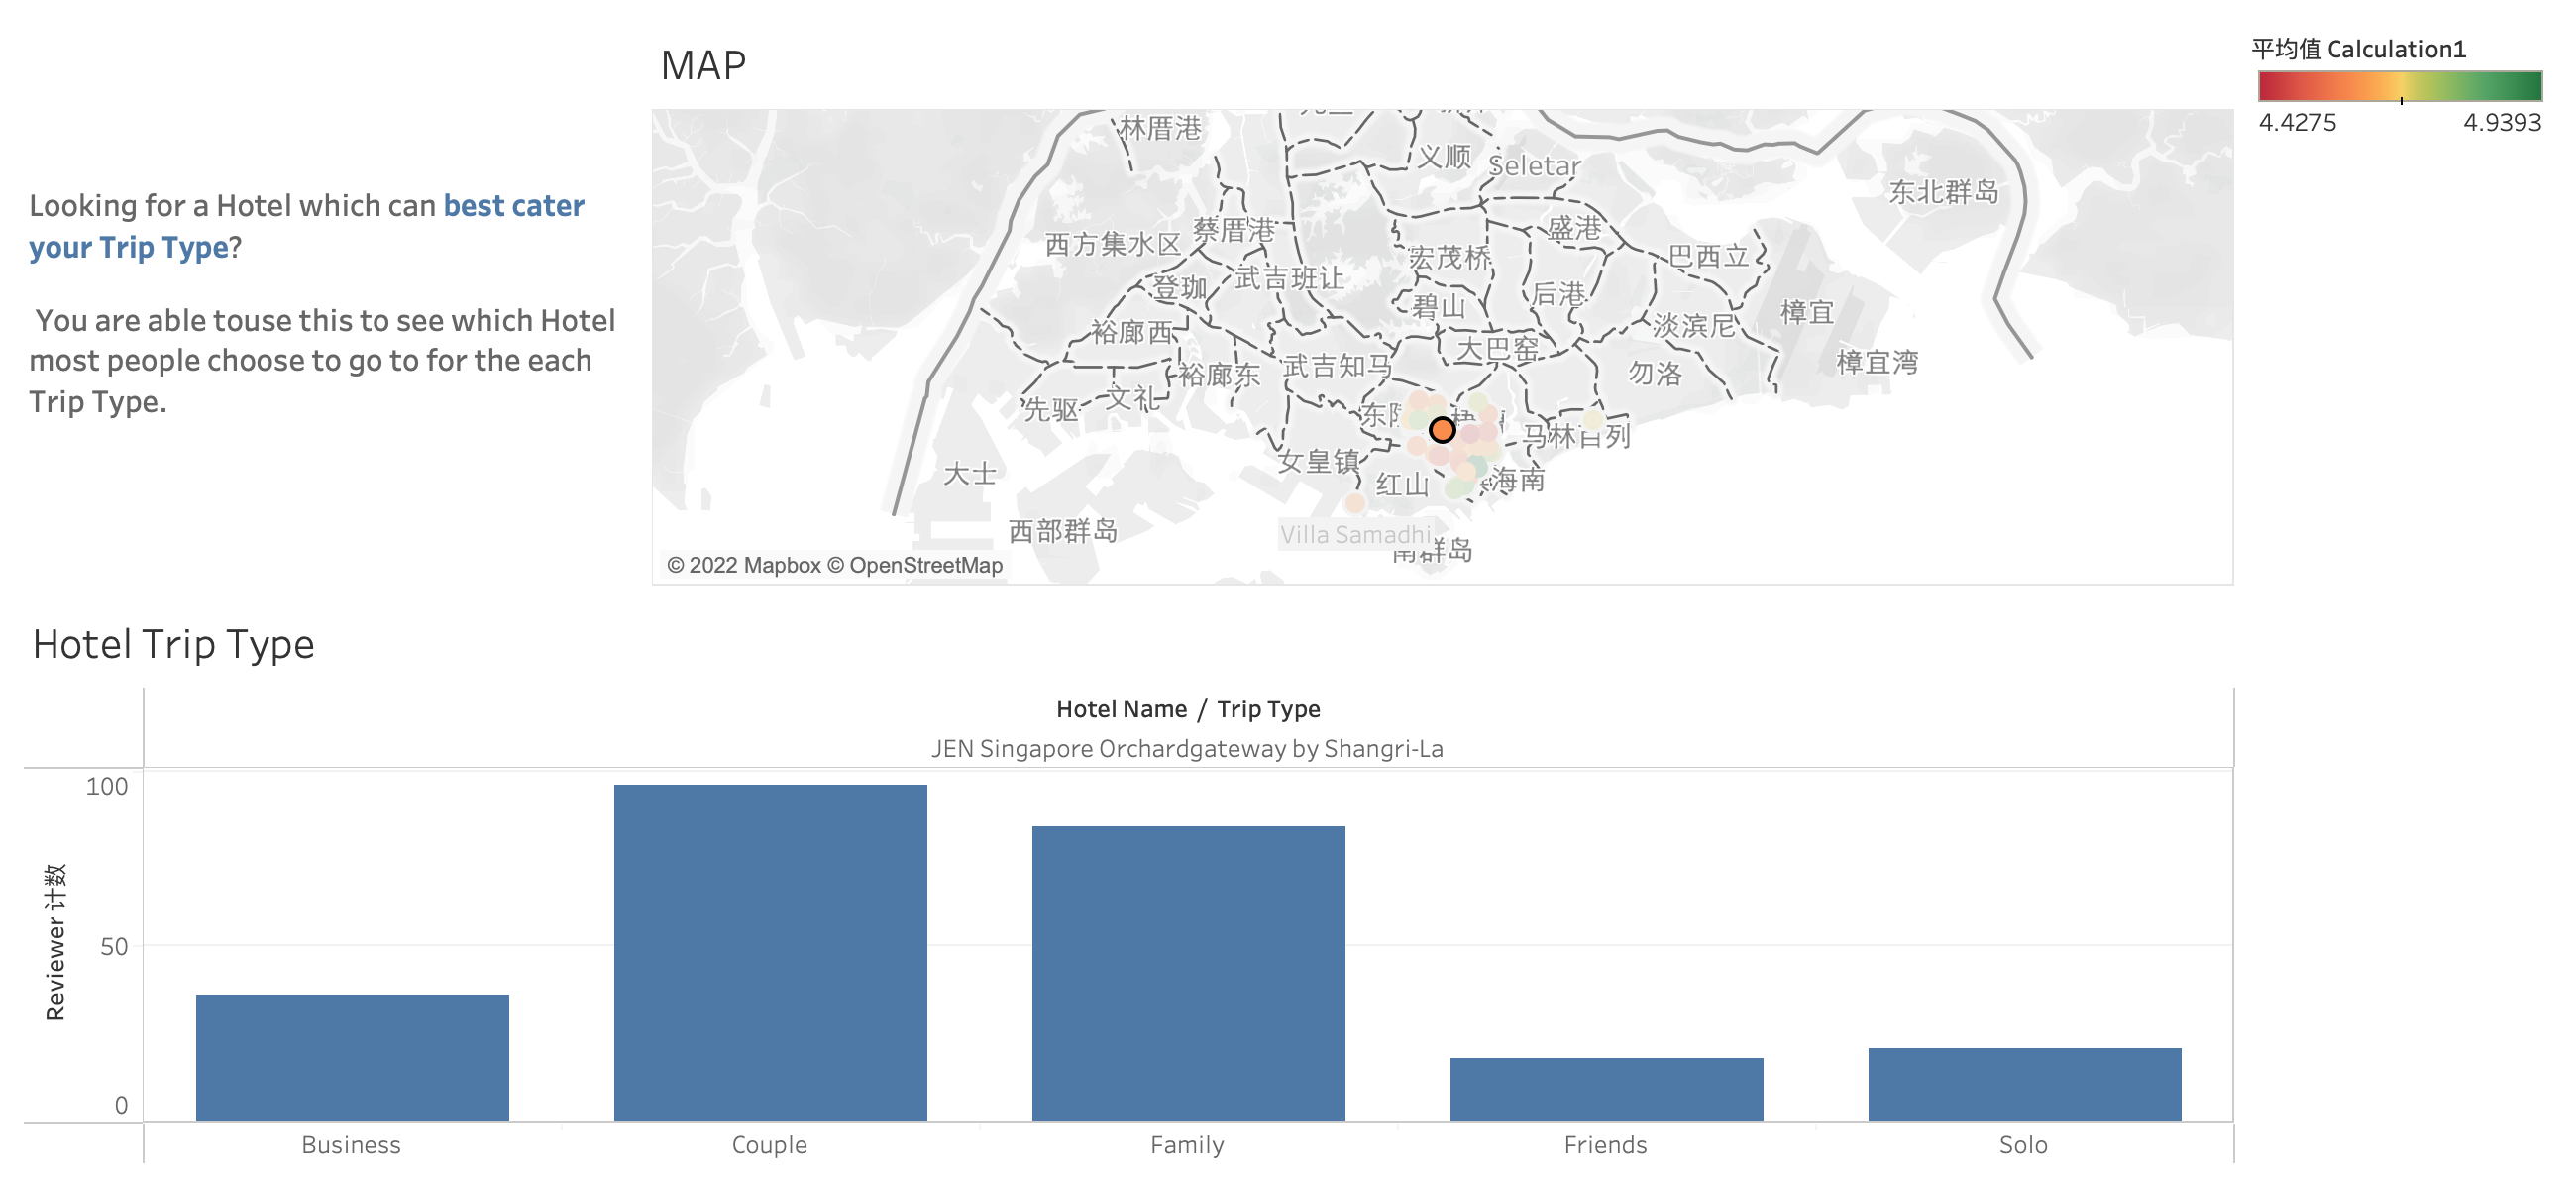 MAP
平均值 Calculation1
4.4275 4.9393
Looking for a Hotel which can best cater
your Trip Type?
You are able touse this to see which Hotel
most people choose to go to for the each
Trip Type.
林厝港
义顺
Seletar
东北群岛
西方集水区
蔡厝港
盛港
宏茂桥
巴西立
登珈
武吉班让
后港
碧山
樟宜
裕廊西
淡滨尼
大巴窑
武吉知马
樟宜湾
裕廊东
勿洛
先驱
文礼
东
马林百列
女皇镇
大士
红山
海南
西部群岛
Villa Samadhi
南群岛
© 2022 Mapbox © OpenStreetMap
Hotel Trip Type
Hotel Name / Trip Type
JEN Singapore Orchardgateway by Shangri-La
Reviewer 计数
100
50
0
Business Couple Family Friends Solo